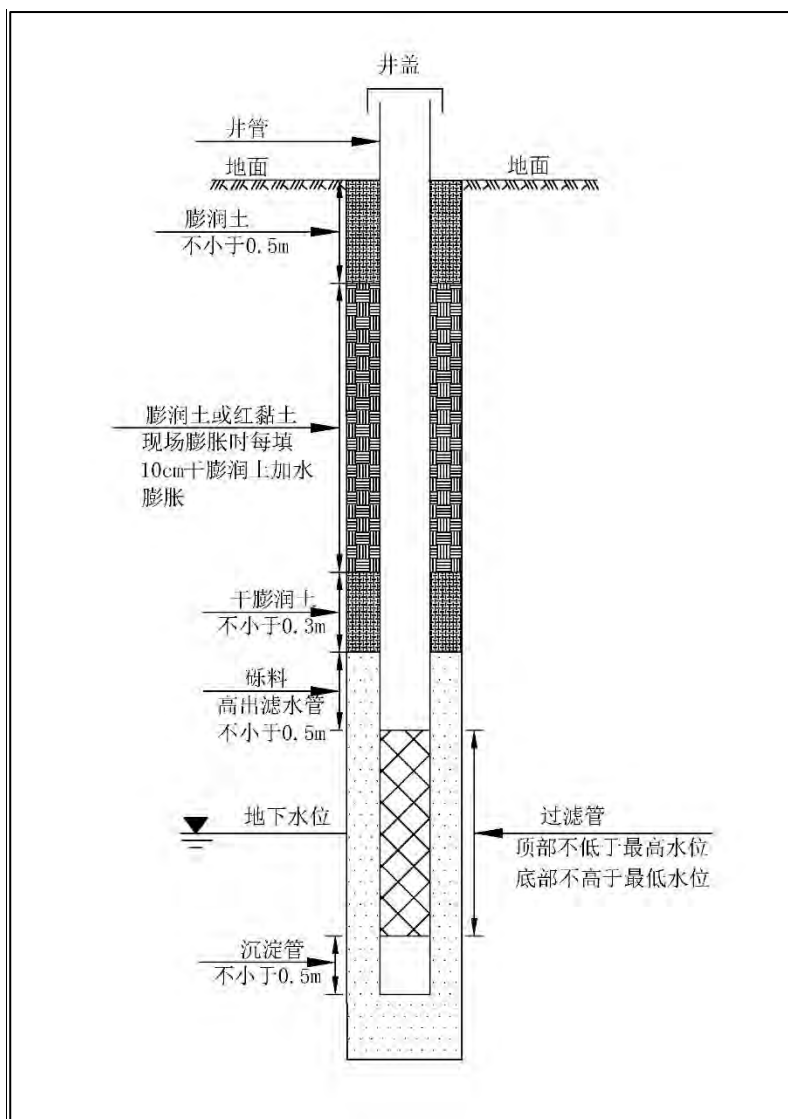 井盖
井管
地面
地面
膨润土
不小于0.5m
膨润土或红黏土
现场膨胀时每填
10cm干膨润土加水
膨胀
干膨润土
不小于0.3m
砾料
高出滤水管
不小于0.5m
地下水位
过滤管
顶部不低于最高水位
底部不高于最低水位
沉淀管
不小于0.5m